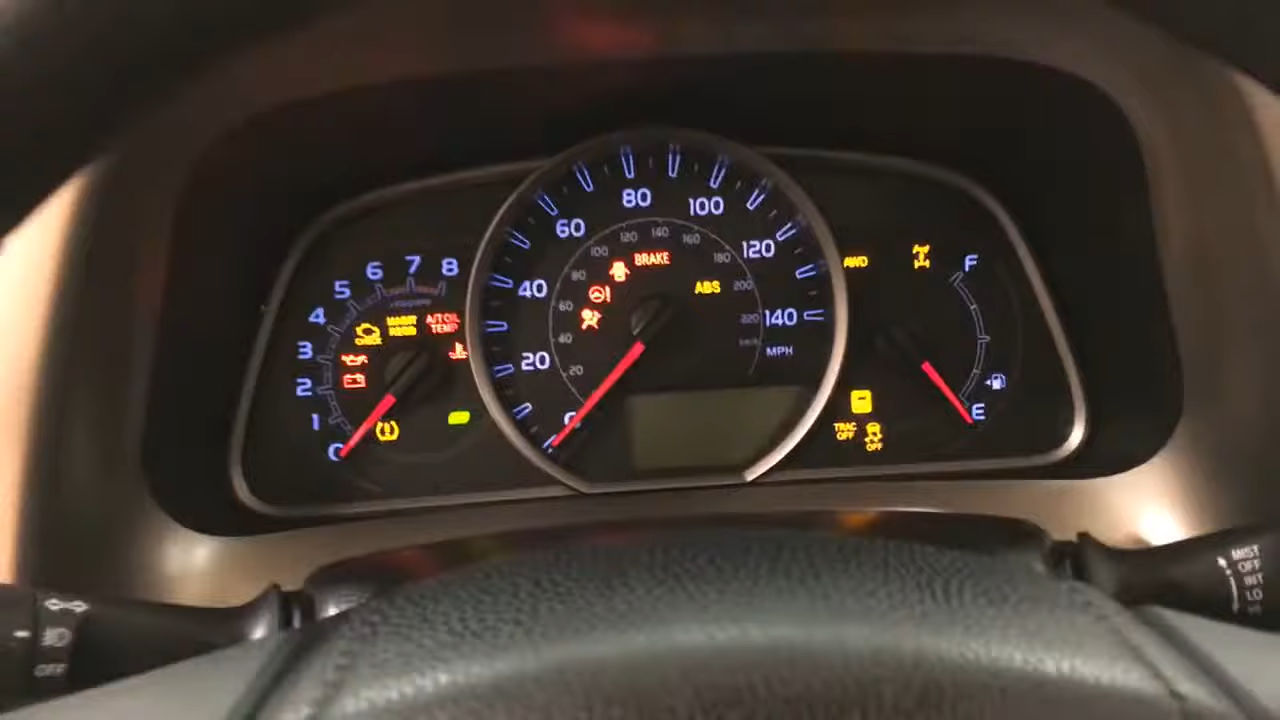 80
60
100
120
140
160
100
80
180
BRAKE
120
AWD
F
8
7
6
5
4
3
2
1
40
ABS
200
MAINT
REQD
A/T OIL
TEMP
CHECK
60
220
140
km/h
MPH
40
20
20
E
TRAC
OFF
OFF
MIST
OFF
INT
LO
HI
OFF